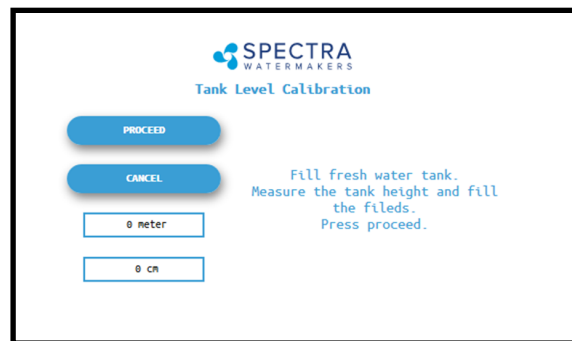 SPECTRA
WATERMAKERS
Tank Level Calibration
PROCEED
CANCEL
0 meter
0 cm
Fill fresh water tank.
Measure the tank height and fill
the fileds.
Press proceed.